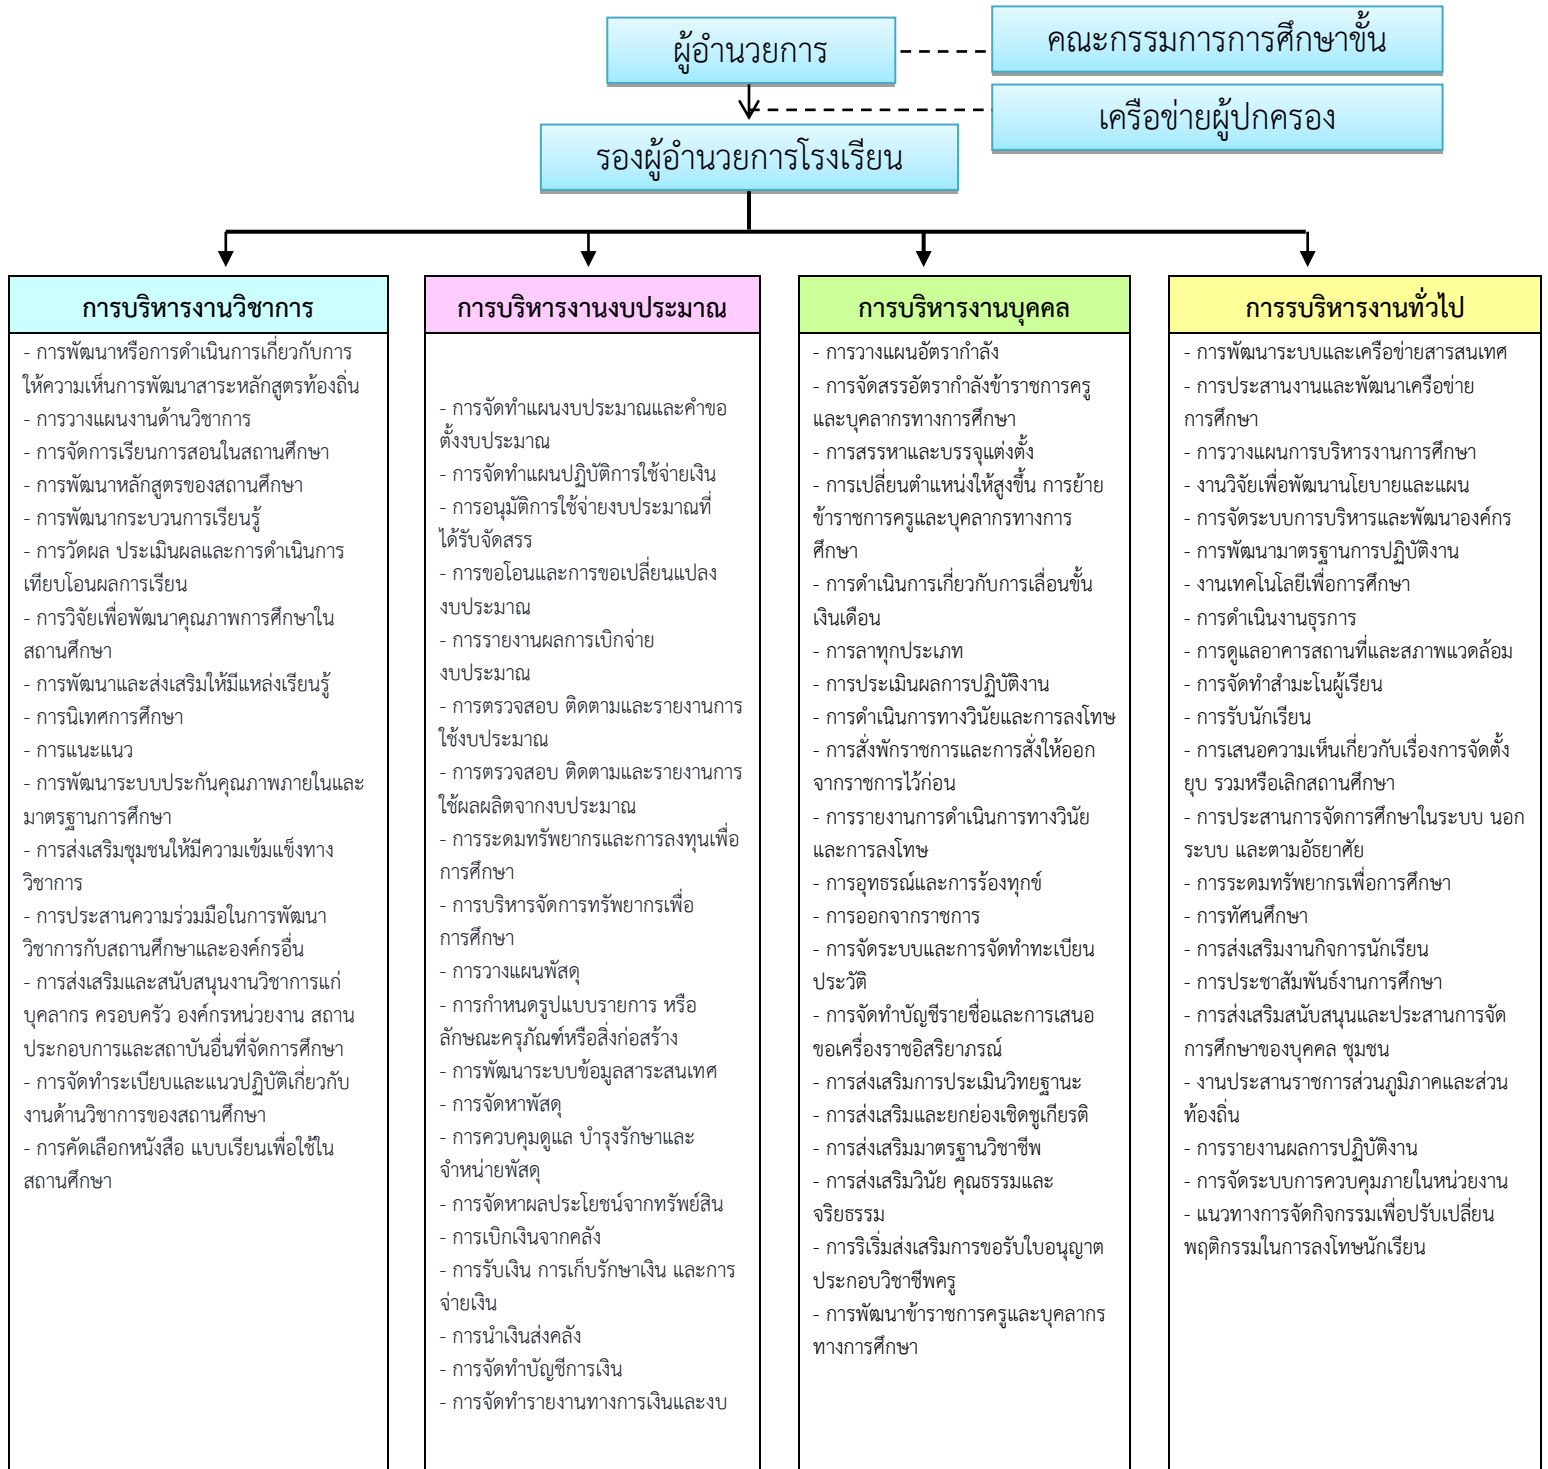 ผู้อำนวยการ
คณะกรรมการการศึกษาขั้น
เครือข่ายผู้ปกครอง
รองผู้อำนวยการโรงเรียน
การบริหารงานวิชาการ
- การพัฒนาหรือการดำเนินการเกี่ยวกับการ
ให้ความเห็นการพัฒนาสาระหลักสูตรท้องถิ่น
- การวางแผนงานด้านวิชาการ
- การจัดการเรียนการสอนในสถานศึกษา
- การพัฒนาหลักสูตรของสถานศึกษา
- การพัฒนากระบวนการเรียนรู้
- การวัดผล ประเมินผลและการดำเนินการ
เทียบโอนผลการเรียน
- การวิจัยเพื่อพัฒนาคุณภาพการศึกษาใน
สถานศึกษา
- การพัฒนาและส่งเสริมให้มีแหล่งเรียนรู้
- การนิเทศการศึกษา
- การแนะแนว
- การพัฒนาระบบประกันคุณภาพภายในและ
มาตรฐานการศึกษา
- การส่งเสริมชุมชนให้มีความเข้มแข็งทาง
วิชาการ
- การประสานความร่วมมือในการพัฒนา
วิชาการกับสถานศึกษาและองค์กรอื่น
- การส่งเสริมและสนับสนุนงานวิชาการแก่
บุคลากร ครอบครัว องค์กรหน่วยงาน สถาน
ประกอบการและสถาบันอื่นที่จัดการศึกษา
- การจัดทำระเบียบและแนวปฏิบัติเกี่ยวกับ
งานด้านวิชาการของสถานศึกษา
- การคัดเลือกหนังสือ แบบเรียนเพื่อใช้ใน
สถานศึกษา
การบริหารงานงบประมาณ
- การจัดทำแผนงบประมาณและคำขอ
ตั้งงบประมาณ
- การจัดทำแผนปฏิบัติการใช้จ่ายเงิน
- การอนุมัติการใช้จ่ายงบประมาณที่
ได้รับจัดสรร
- การขอโอนและการขอเปลี่ยนแปลง
งบประมาณ
- การรายงานผลการเบิกจ่าย
งบประมาณ
- การตรวจสอบ ติดตามและรายงานการ
ใช้งบประมาณ
- การตรวจสอบ ติดตามและรายงานการ
ใช้ผลผลิตจากงบประมาณ
- การระดมทรัพยากรและการลงทุนเพื่อ
การศึกษา
- การบริหารจัดการทรัพยากรเพื่อ
การศึกษา
- การวางแผนพัสดุ
- การกำหนดรูปแบบรายการ หรือ
ลักษณะครุภัณฑ์หรือสิ่งก่อสร้าง
- การพัฒนาระบบข้อมูลสาระสนเทศ
- การจัดหาพัสดุ
- การควบคุมดูแล บำรุงรักษาและ
จำหน่ายพัสดุ
- การจัดหาผลประโยชน์จากทรัพย์สิน
- การเบิกเงินจากคลัง
- การรับเงิน การเก็บรักษาเงิน และการ
จ่ายเงิน
- การนำเงินส่งคลัง
- การจัดทำบัญชีการเงิน
- การจัดทำรายงานทางการเงินและงบ
การบริหารงานบุคคล
- การวางแผนอัตรากำลัง
- การจัดสรรอัตรากำลังข้าราชการครู
และบุคลากรทางการศึกษา
- การสรรหาและบรรจุแต่งตั้ง
- การเปลี่ยนตำแหน่งให้สูงขึ้น การย้าย
ข้าราชการครูและบุคลากรทางการ
ศึกษา
- การดำเนินการเกี่ยวกับการเลื่อนขั้น
เงินเดือน
- การลาทุกประเภท
- การประเมินผลการปฏิบัติงาน
- การดำเนินการทางวินัยและการลงโทษ
- การสั่งพักราชการและการสั่งให้ออก
จากราชการไว้ก่อน
- การรายงานการดำเนินการทางวินัย
และการลงโทษ
- การอุทธรณ์และการร้องทุกข์
- การออกจากราชการ
- การจัดระบบและการจัดทำทะเบียน
ประวัติ
- การจัดทำบัญชีรายชื่อและการเสนอ
ขอเครื่องราชอิสริยาภรณ์
- การส่งเสริมการประเมินวิทยฐานะ
- การส่งเสริมและยกย่องเชิดชูเกียรติ
- การส่งเสริมมาตรฐานวิชาชีพ
- การส่งเสริมวินัย คุณธรรมและ
จริยธรรม
- การริเริ่มส่งเสริมการขอรับใบอนุญาต
ประกอบวิชาชีพครู
- การพัฒนาข้าราชการครูและบุคลากร
ทางการศึกษา
การรบริหารงานทั่วไป
- การพัฒนาระบบและเครือข่ายสารสนเทศ
- การประสานงานและพัฒนาเครือข่าย
การศึกษา
- การวางแผนการบริหารงานการศึกษา
- งานวิจัยเพื่อพัฒนานโยบายและแผน
- การจัดระบบการบริหารและพัฒนาองค์กร
- การพัฒนามาตรฐานการปฏิบัติงาน
- งานเทคโนโลยีเพื่อการศึกษา
- การดำเนินงานธุรการ
- การดูแลอาคารสถานที่และสภาพแวดล้อม
- การจัดทำสำมะโนผู้เรียน
- การรับนักเรียน
- การเสนอความเห็นเกี่ยวกับเรื่องการจัดตั้ง
ยุบ รวมหรือเลิกสถานศึกษา
- การประสานการจัดการศึกษาในระบบ นอก
ระบบ และตามอัธยาศัย
- การระดมทรัพยากรเพื่อการศึกษา
- การทัศนศึกษา
- การส่งเสริมงานกิจการนักเรียน
- การประชาสัมพันธ์งานการศึกษา
- การส่งเสริมสนับสนุนและประสานการจัด
การศึกษาของบุคคล ชุมชน
- งานประสานราชการส่วนภูมิภาคและส่วน
ท้องถิ่น
- การรายงานผลการปฏิบัติงาน
- การจัดระบบการควบคุมภายในหน่วยงาน
- แนวทางการจัดกิจกรรมเพื่อปรับเปลี่ยน
พฤติกรรมในการลงโทษนักเรียน